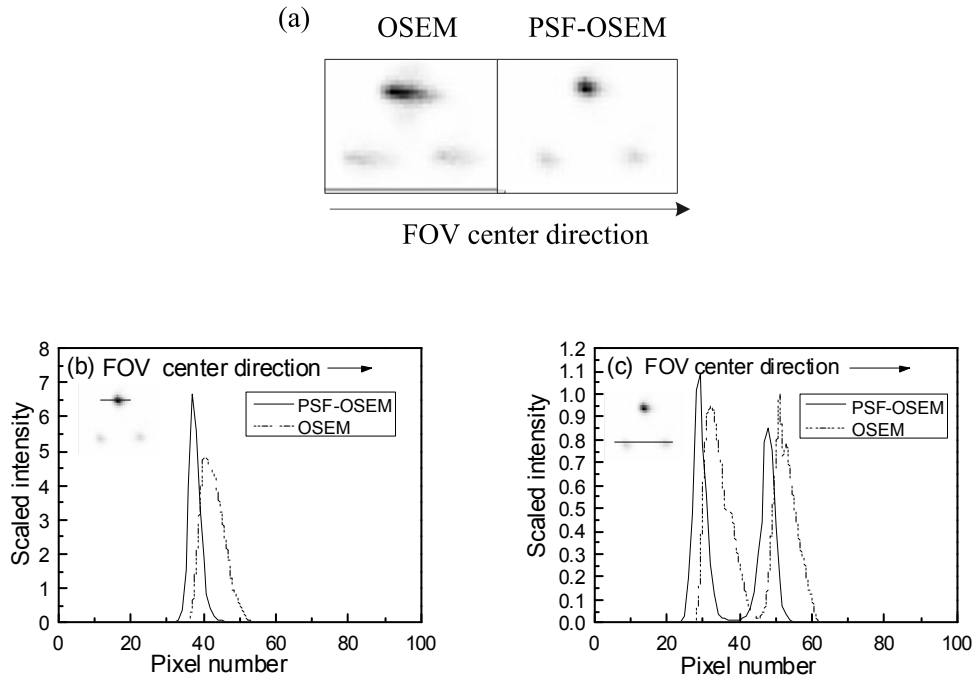 (a)
OSEM PSF-OSEM
FOV center direction
(b) FOV center direction
PSF-OSEM
OSEM
Scaled intensity
8
7
6
5
4
3
2
1
0
0 20 40 60 80 100
Pixel number
(c) FOV center direction
PSF-OSEM
OSEM
Scaled intensity
1.2
1.1
1.0
0.9
0.8
0.7
0.6
0.5
0.4
0.3
0.2
0.1
0.0
0 20 40 60 80 100
Pixel number